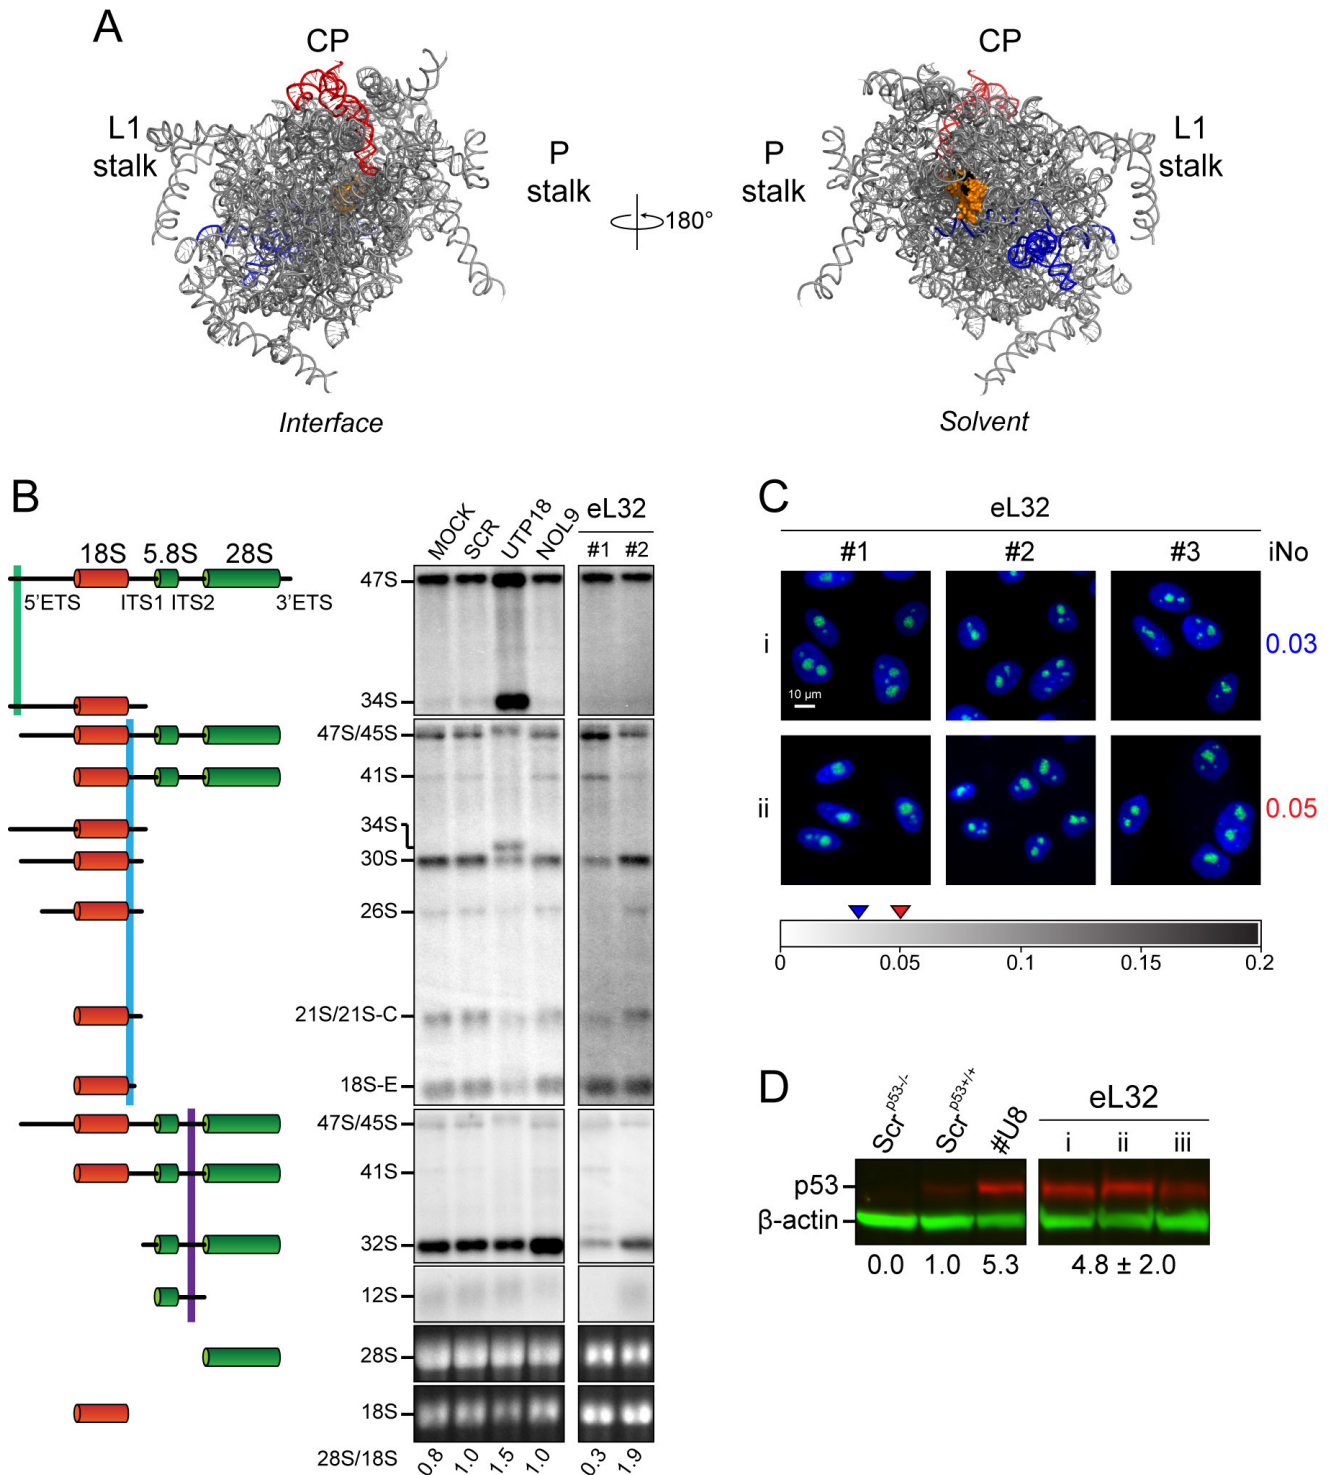 A
CP
L1
stalk
P
stalk
180°
Interface
CP
P
stalk
L1
stalk
Solvent
B
18S 5.8S 28S
5'ETS ITS1 ITS2 3'ETS
MOCK SCR UTP18 NOL9
eL32
#1 #2
47S
34S
47S/45S
41S
34S
30S
26S
21S/21S-C
18S-E
47S/45S
41S
32S
12S
28S
18S
28S/18S 0.8 1.0 1.5 1.0 0.3 1.9
C
eL32
#1 #2 #3 iNo
i 0.03
10 µm
ii 0.05
0 0.05 0.1 0.15 0.2
D
Scr p53-/- Scr p53+/+ #U8
eL32
i ii iii
p53
β-actin
0.0 1.0 5.3 4.8 ± 2.0